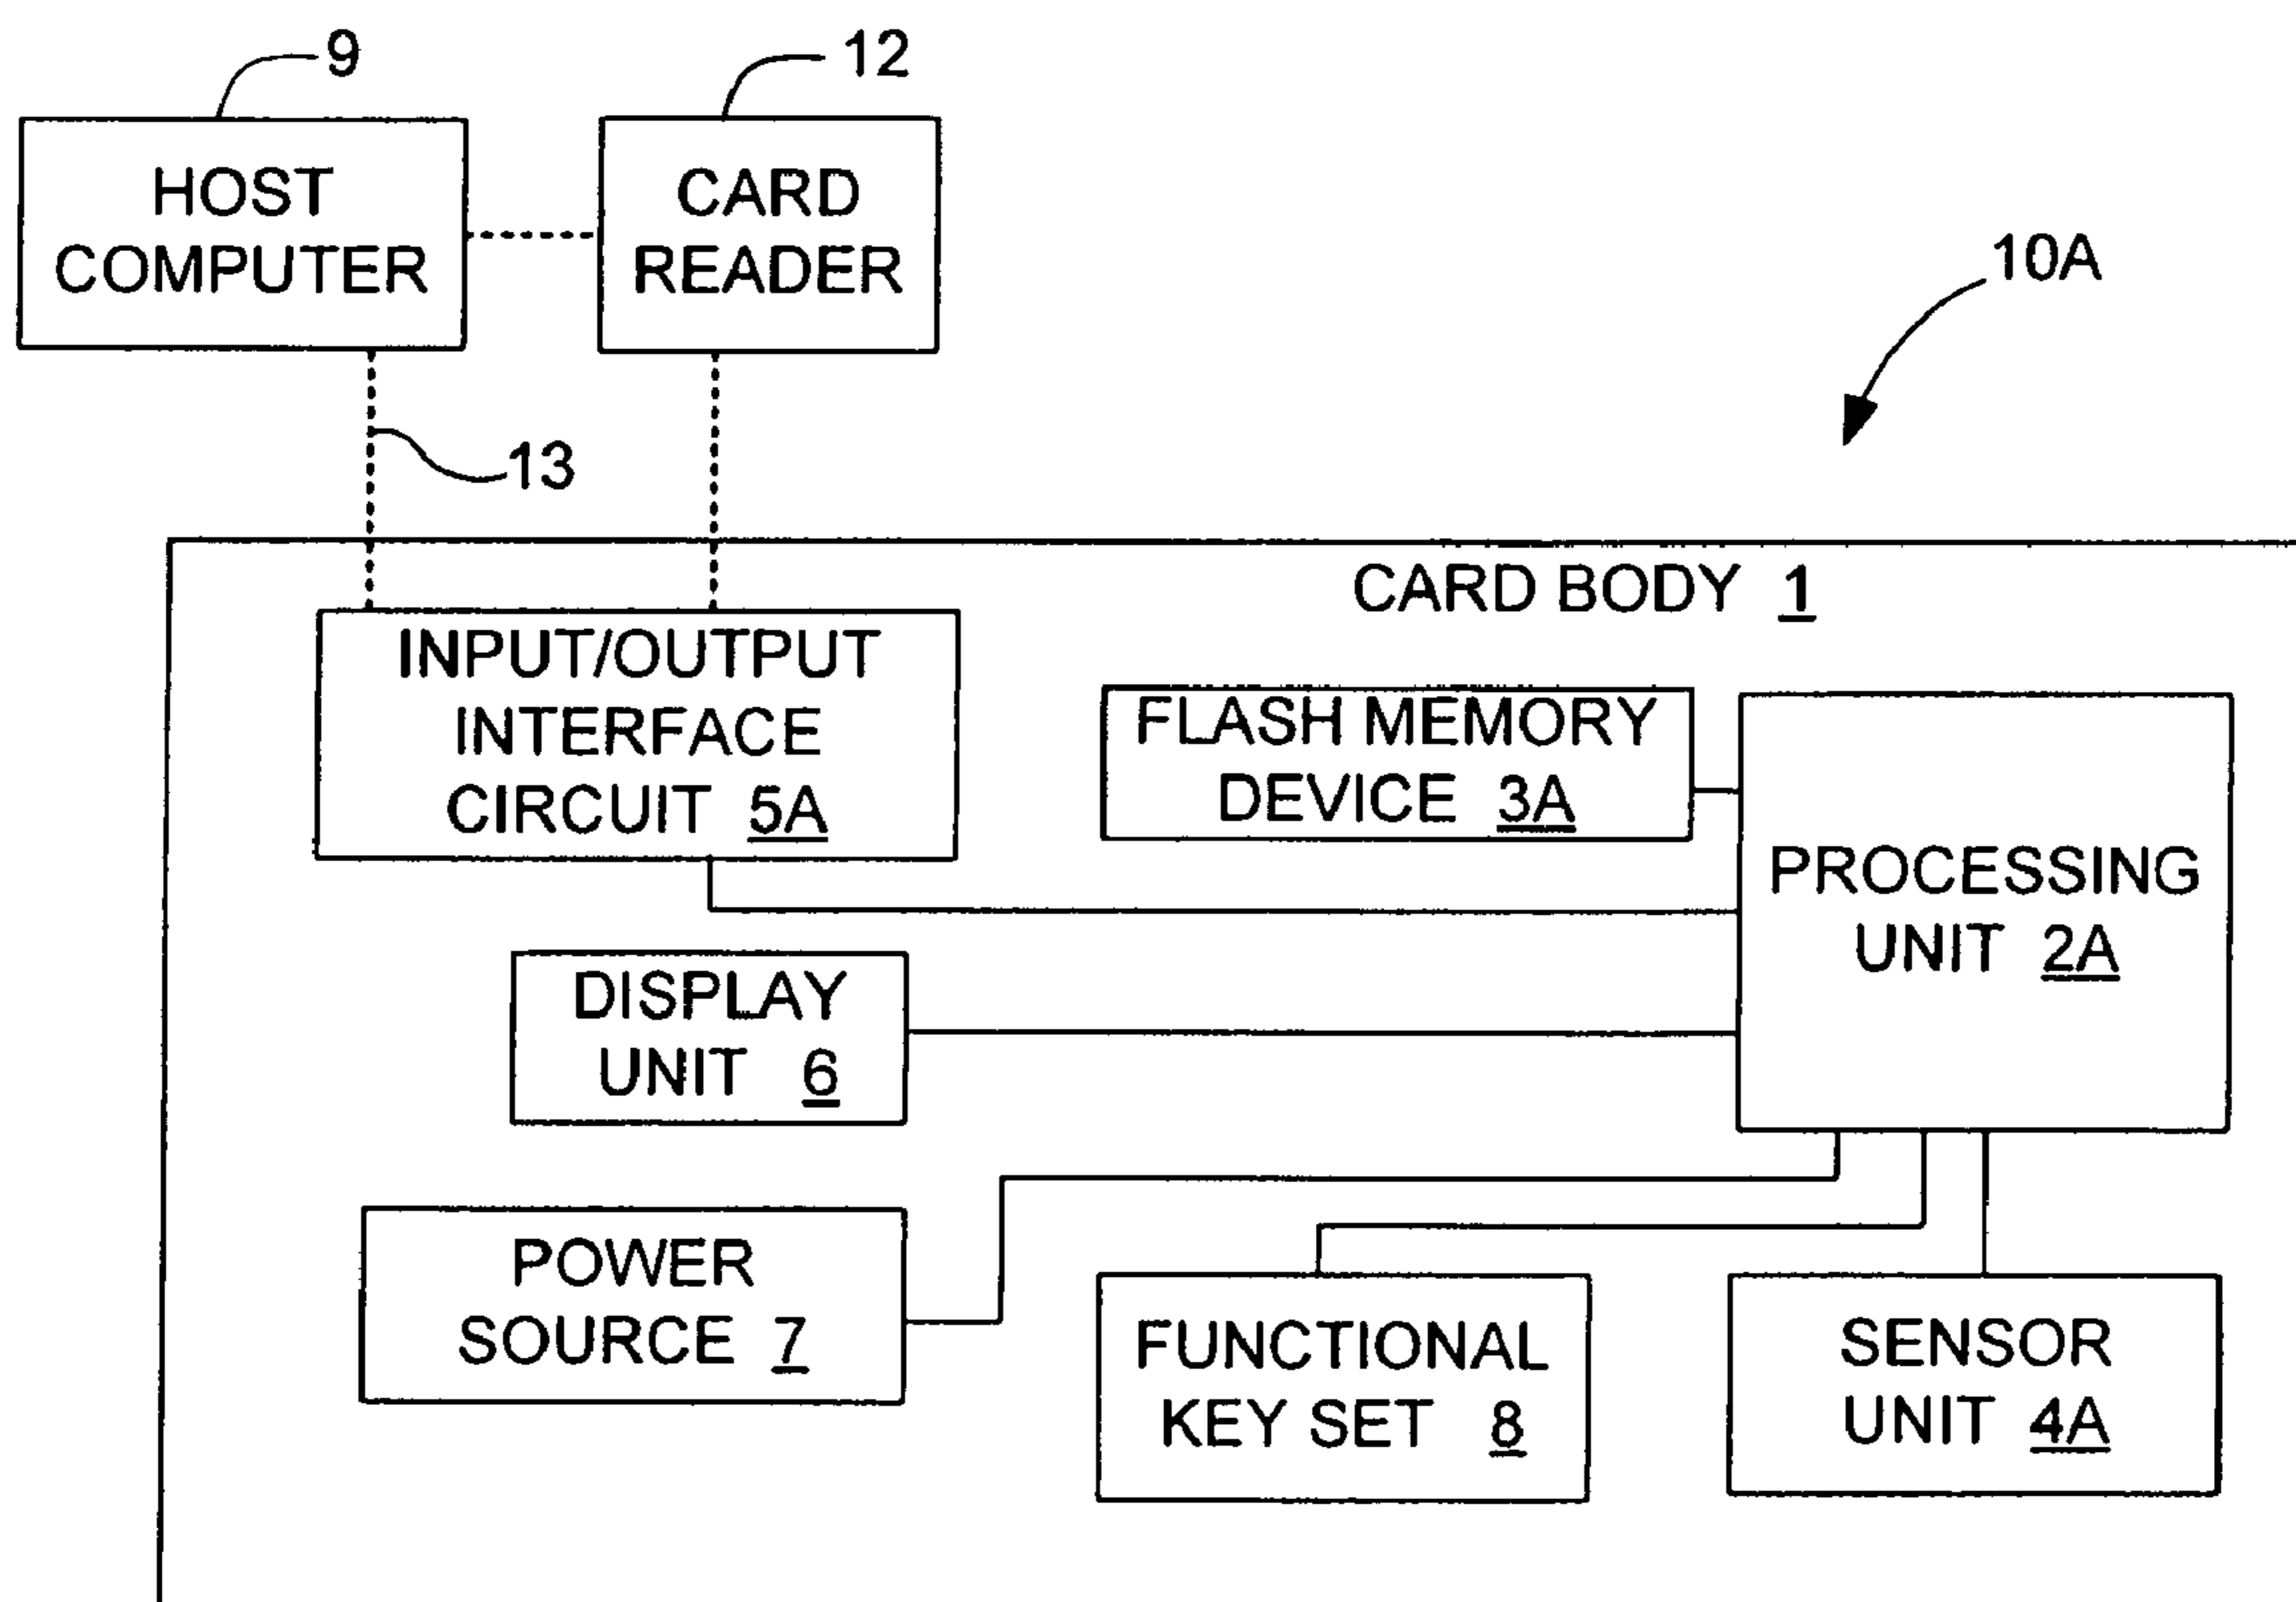 9
12
HOST
COMPUTER
CARD
READER
10A
13
CARD BODY 1
INPUT/OUTPUT
INTERFACE
CIRCUIT 5A
FLASH MEMORY
DEVICE 3A
PROCESSING
UNIT 2A
DISPLAY
UNIT 6
POWER
SOURCE 7
FUNCTIONAL
KEY SET 8
SENSOR
UNIT 4A